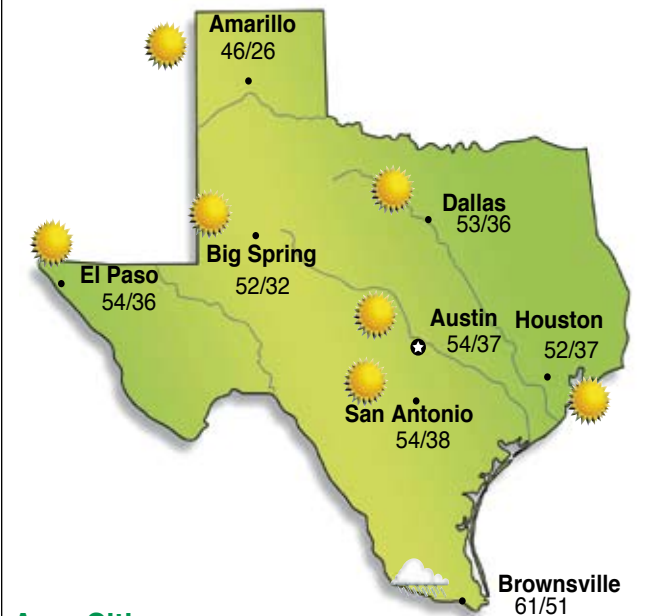 Amarillo
46/26
Dallas
53/36
Big Spring
52/32
El Paso
54/36
Austin
54/37
Houston
52/37
San Antonio
54/38
Brownsville
61/51